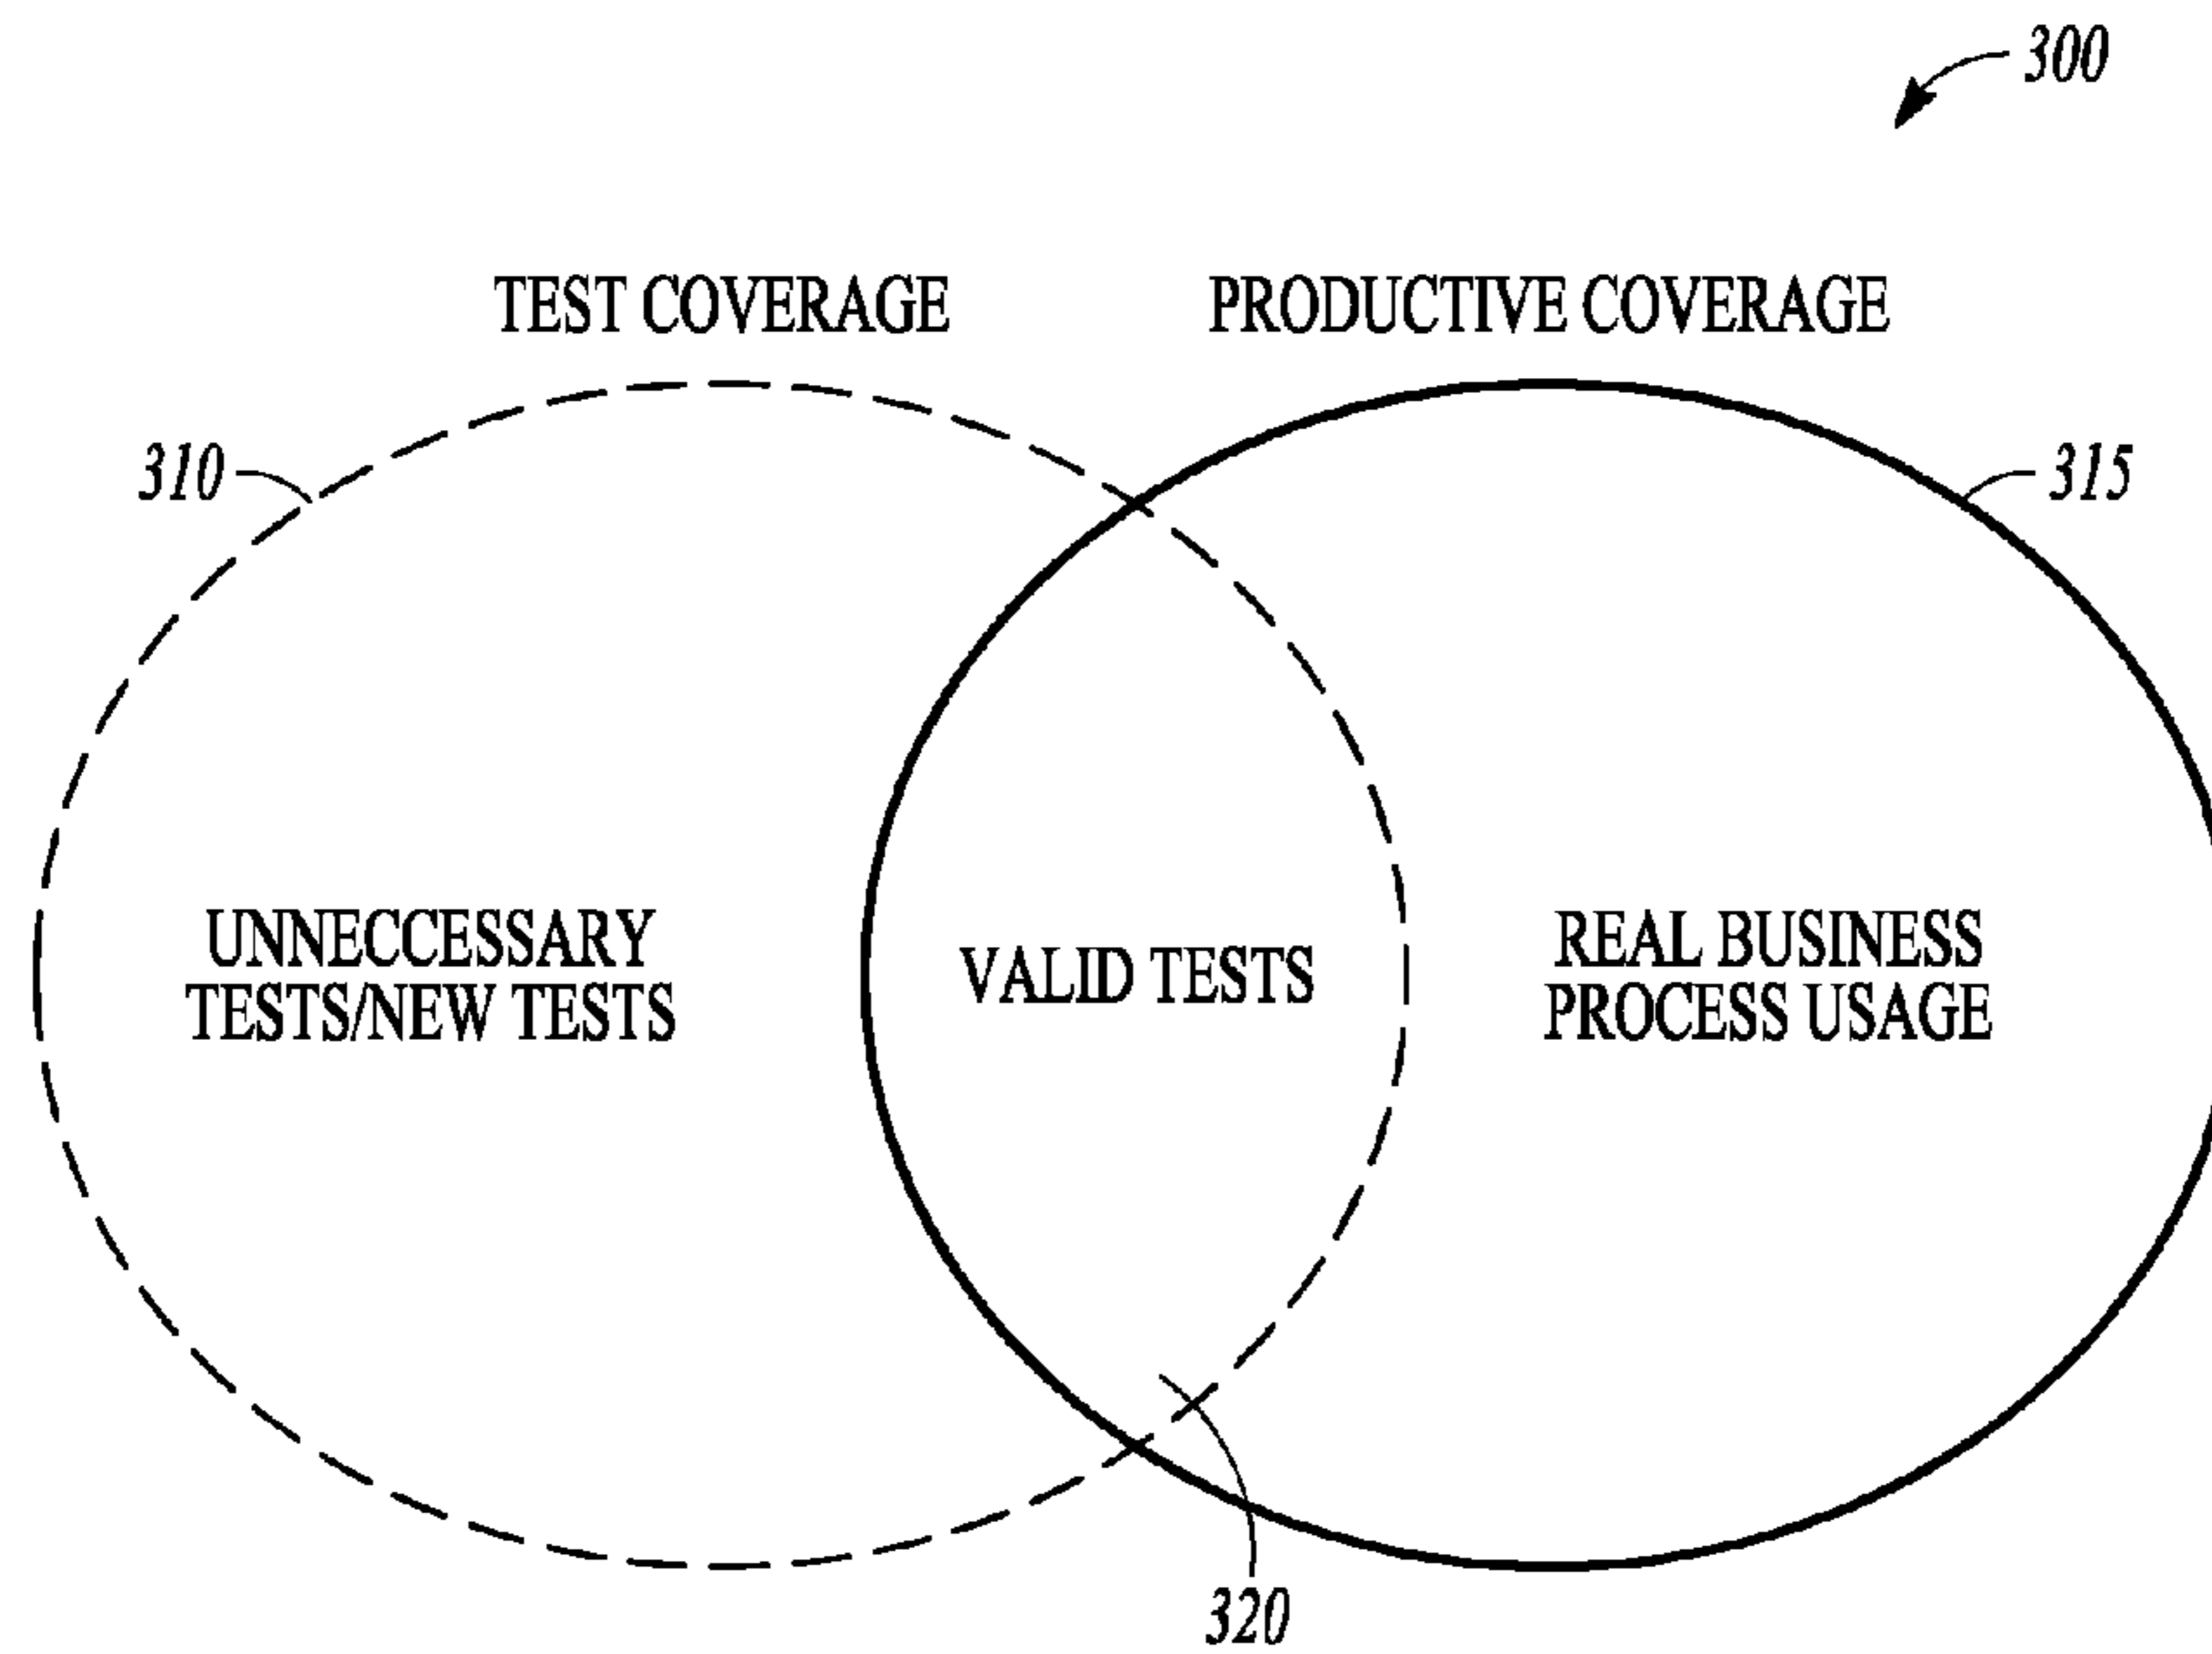 300
TEST COVERAGE
PRODUCTIVE COVERAGE
310
315
UNNECCESSARY
TESTS/NEW TESTS
VALID TESTS
REAL BUSINESS
PROCESS USAGE
320